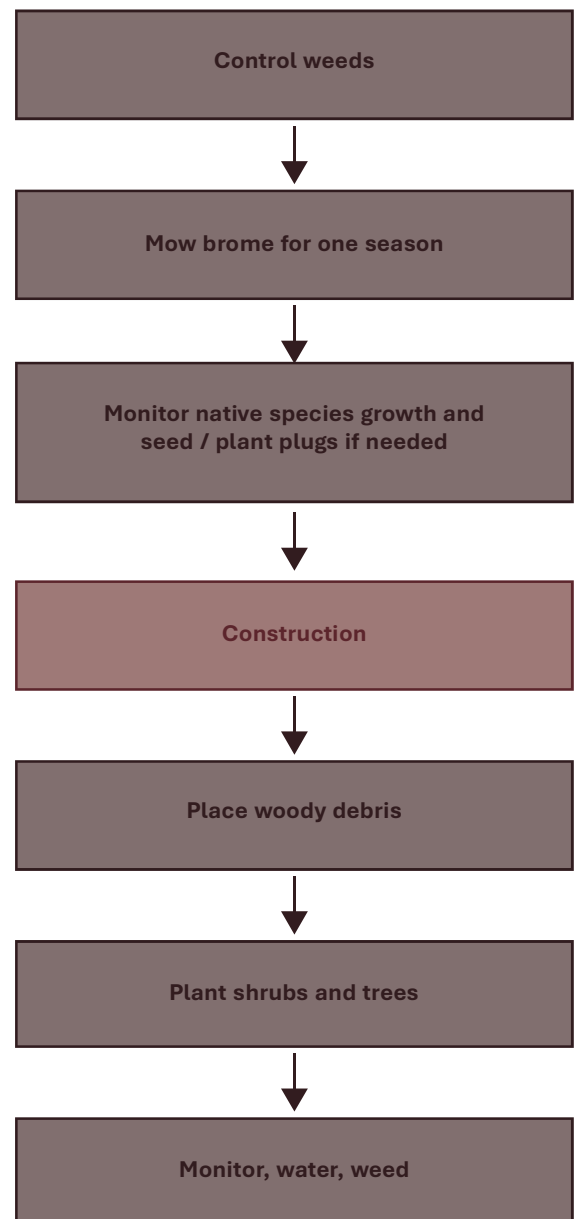 Control weeds
Mow brome for one season
Monitor native species growth and
seed / plant plugs if needed
Construction
Place woody debris
Plant shrubs and trees
Monitor, water, weed